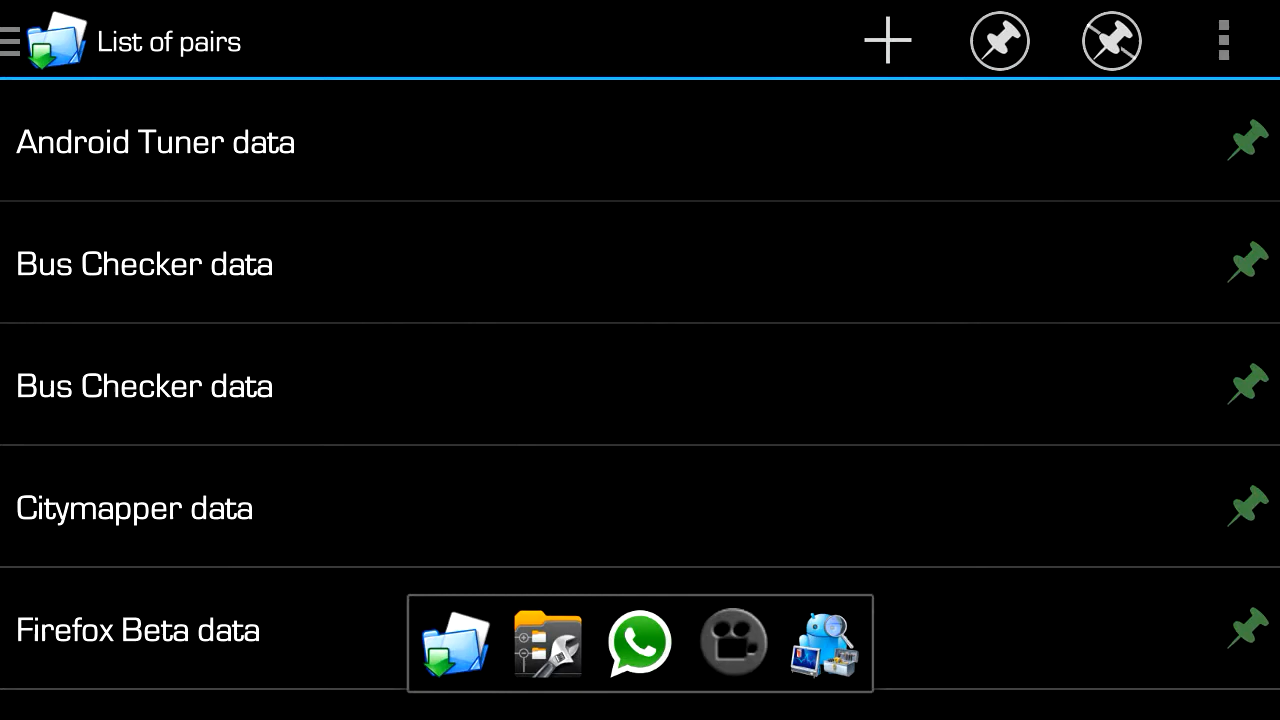 List of pairs
Android Tuner data
Bus Checker data
Bus Checker data
Citymapper data
Firefox Beta data